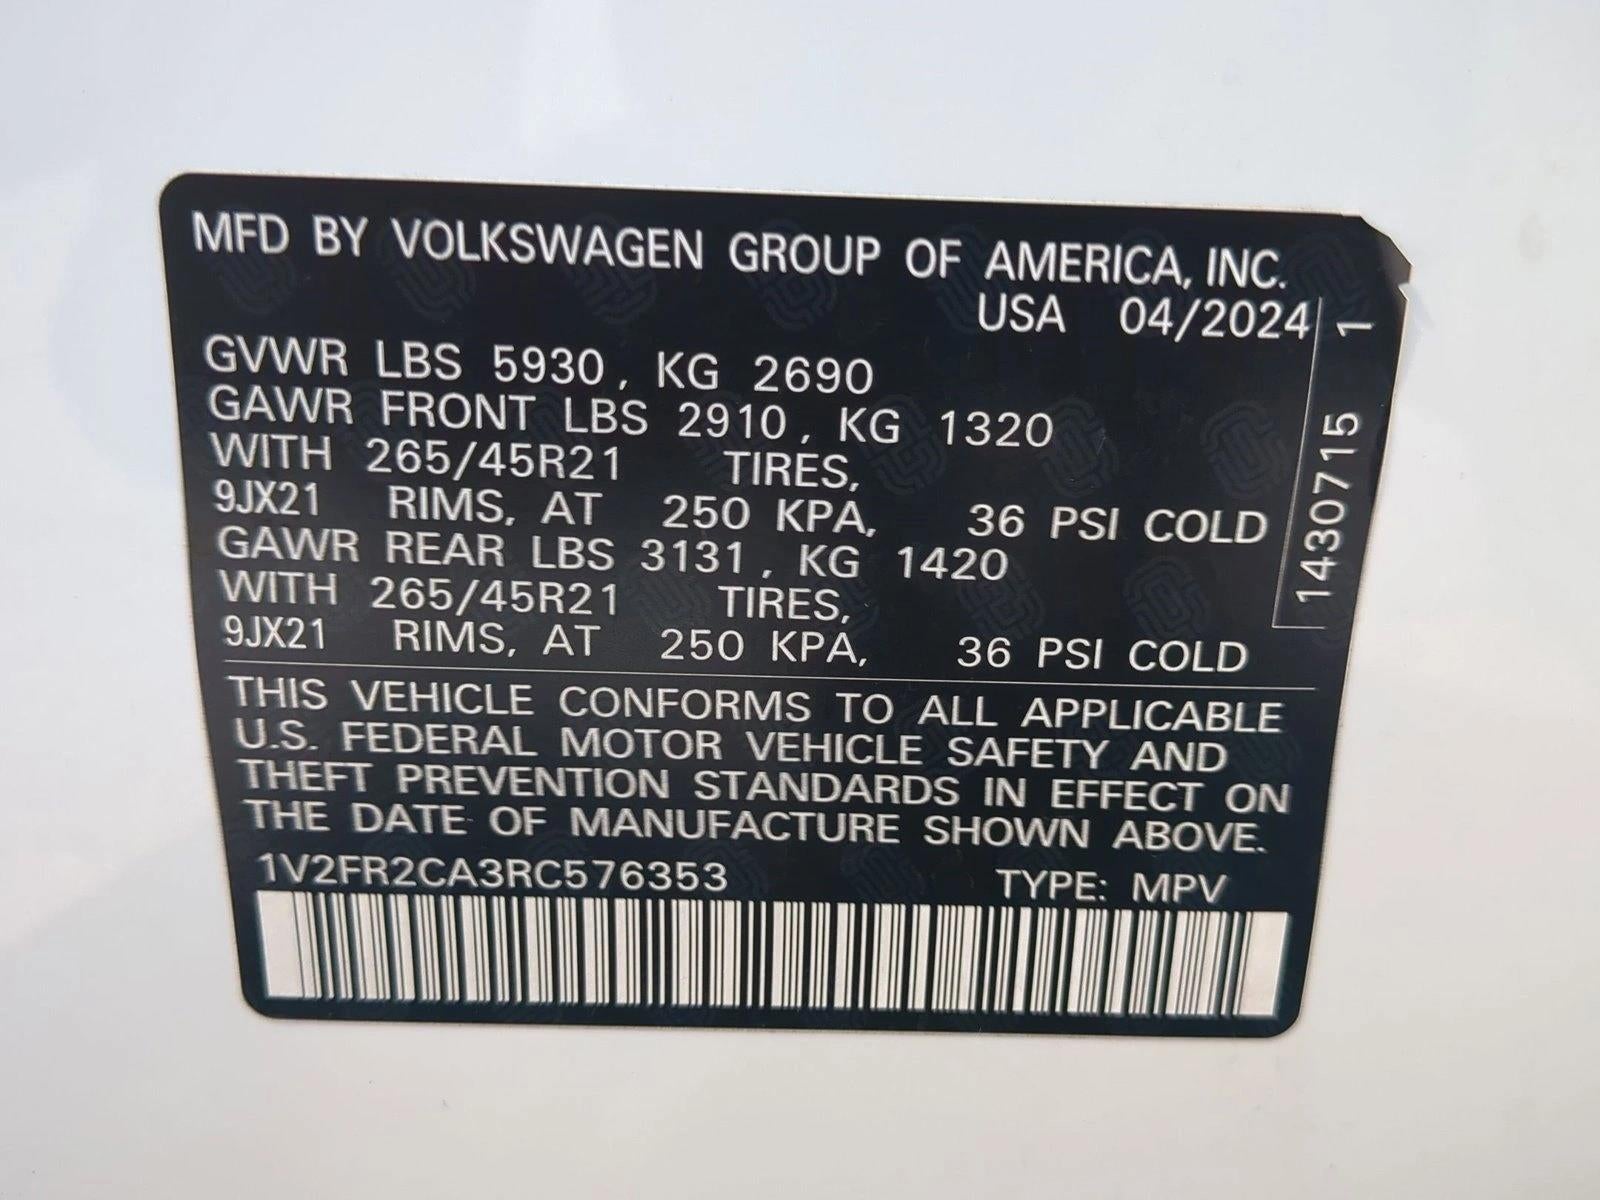 MFD BY VOLKSWAGEN GROUP OF AMERICA, INC.
USA 04/2024
GVWR LBS 5930, KG 2690
GAWR FRONT LBS 2910, KG 1320
WITH 265/45R21 TIRES,
9JX21 RIMS, AT 250 KPA, 36 PSI COLD
GAWR REAR LBS 3131, KG 1420
WITH 265/45R21 TIRES,
9JX21 RIMS, AT 250 KPA, 36 PSI COLD
1430715 1
THIS VEHICLE CONFORMS TO ALL APPLICABLE
U.S. FEDERAL MOTOR VEHICLE SAFETY AND
THEFT PREVENTION STANDARDS IN EFFECT ON
THE DATE OF MANUFACTURE SHOWN ABOVE.
1V2FR2CA3RC576353 TYPE: MPV